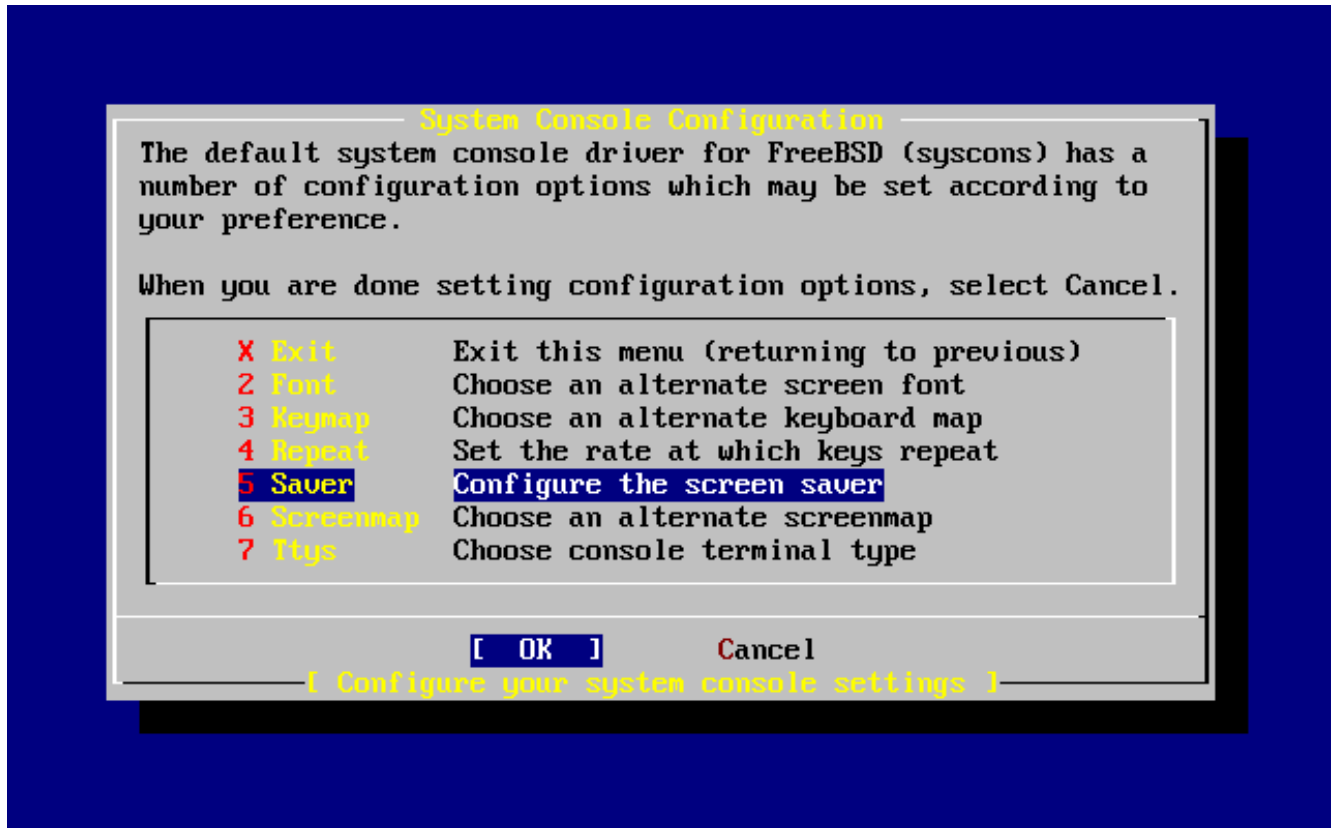 System Console Configuration
The default system console driver for FreeBSD (syscons) has a
number of configuration options which may be set according to
your preference.
When you are done setting configuration options, select Cancel.
X Exit Exit this menu (returning to previous)
2 Font Choose an alternate screen font
3 Keymap Choose an alternate keyboard map
4 Repeat Set the rate at which keys repeat
5 Saver Configure the screen saver
6 Screenmap Choose an alternate screenmap
7 Ttys Choose console terminal type
[ OK ] Cancel
[ Configure your system console settings ]